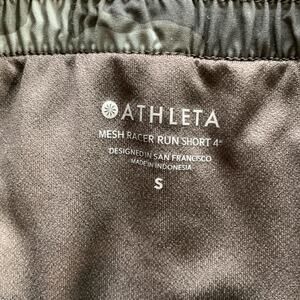 ATHLETA
MESH RACER RUN SHORT 4"
DESIGNED IN SAN FRANCISCO
MADE IN INDONESIA
S